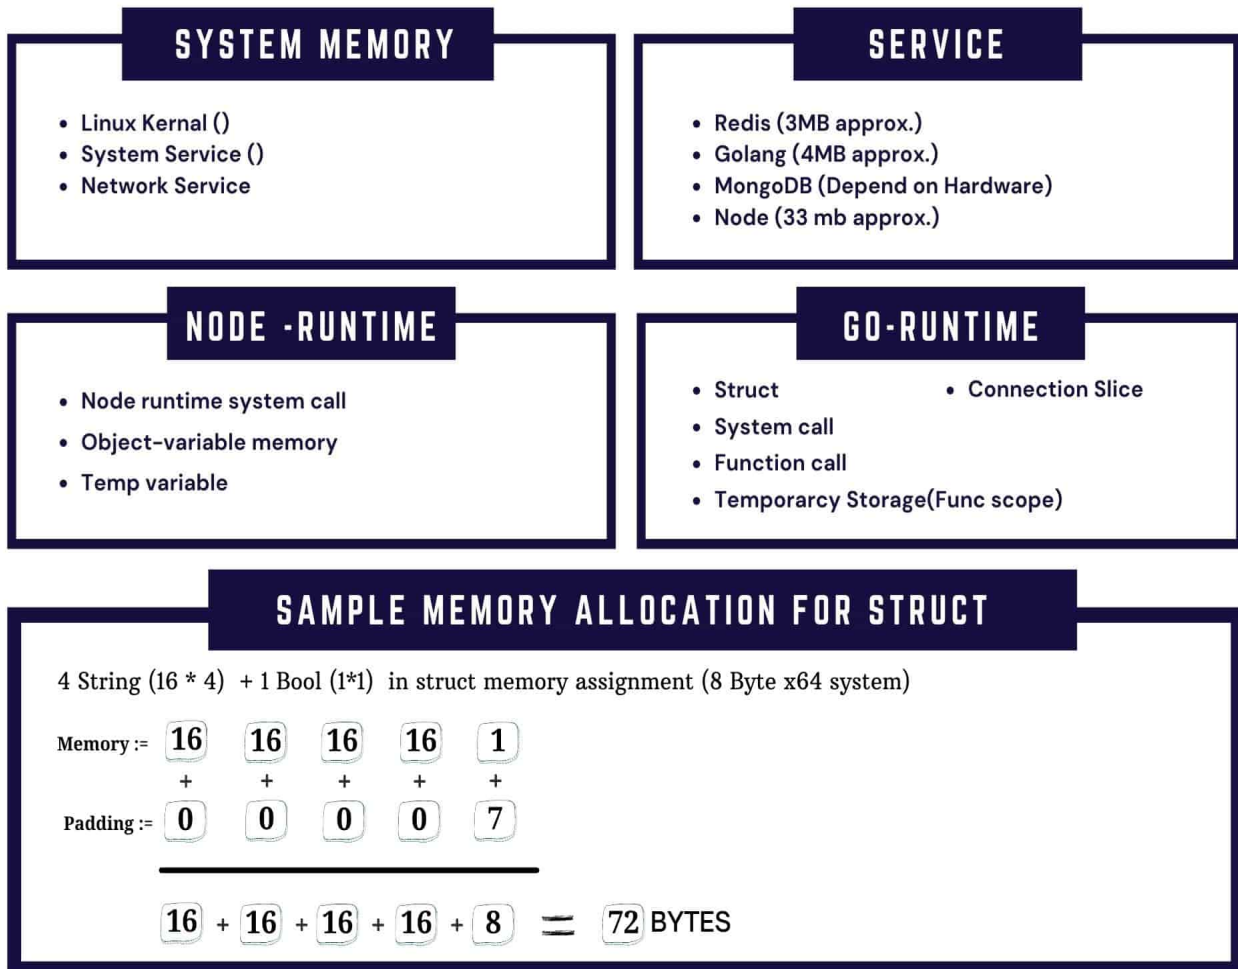 SYSTEM MEMORY
• Linux Kernal ()
• System Service ()
• Network Service
SERVICE
• Redis (3MB approx.)
• Golang (4MB approx.)
• MongoDB (Depend on Hardware)
• Node (33 mb approx.)
NODE -RUNTIME
• Node runtime system call
• Object-variable memory
• Temp variable
GO-RUNTIME
• Struct
• System call
• Function call
• Temporarcy Storage(Func scope)
• Connection Slice
SAMPLE MEMORY ALLOCATION FOR STRUCT
4 String (16 * 4) + 1 Bool (1*1) in struct memory assignment (8 Byte x64 system)
Memory := 16 16 16 16 1
+ + + + +
Padding := 0 0 0 0 7
16 + 16 + 16 + 16 + 8 = 72 BYTES